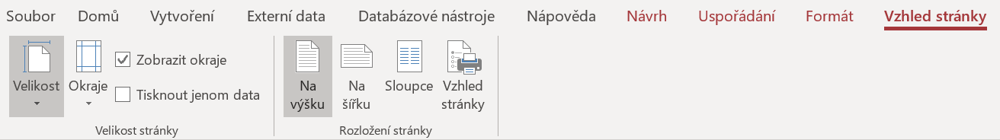 Soubor Domů Vytvoření Externí data Databázové nástroje Nápověda Návrh Uspořádání Formát Vzhled stránky
Velikost
Okraje
Zobrazit okraje
Tisknout jenom data
Velikost stránky
Na
výšku
Na
šířku
Sloupce
Vzhled
stránky
Rozložení stránky